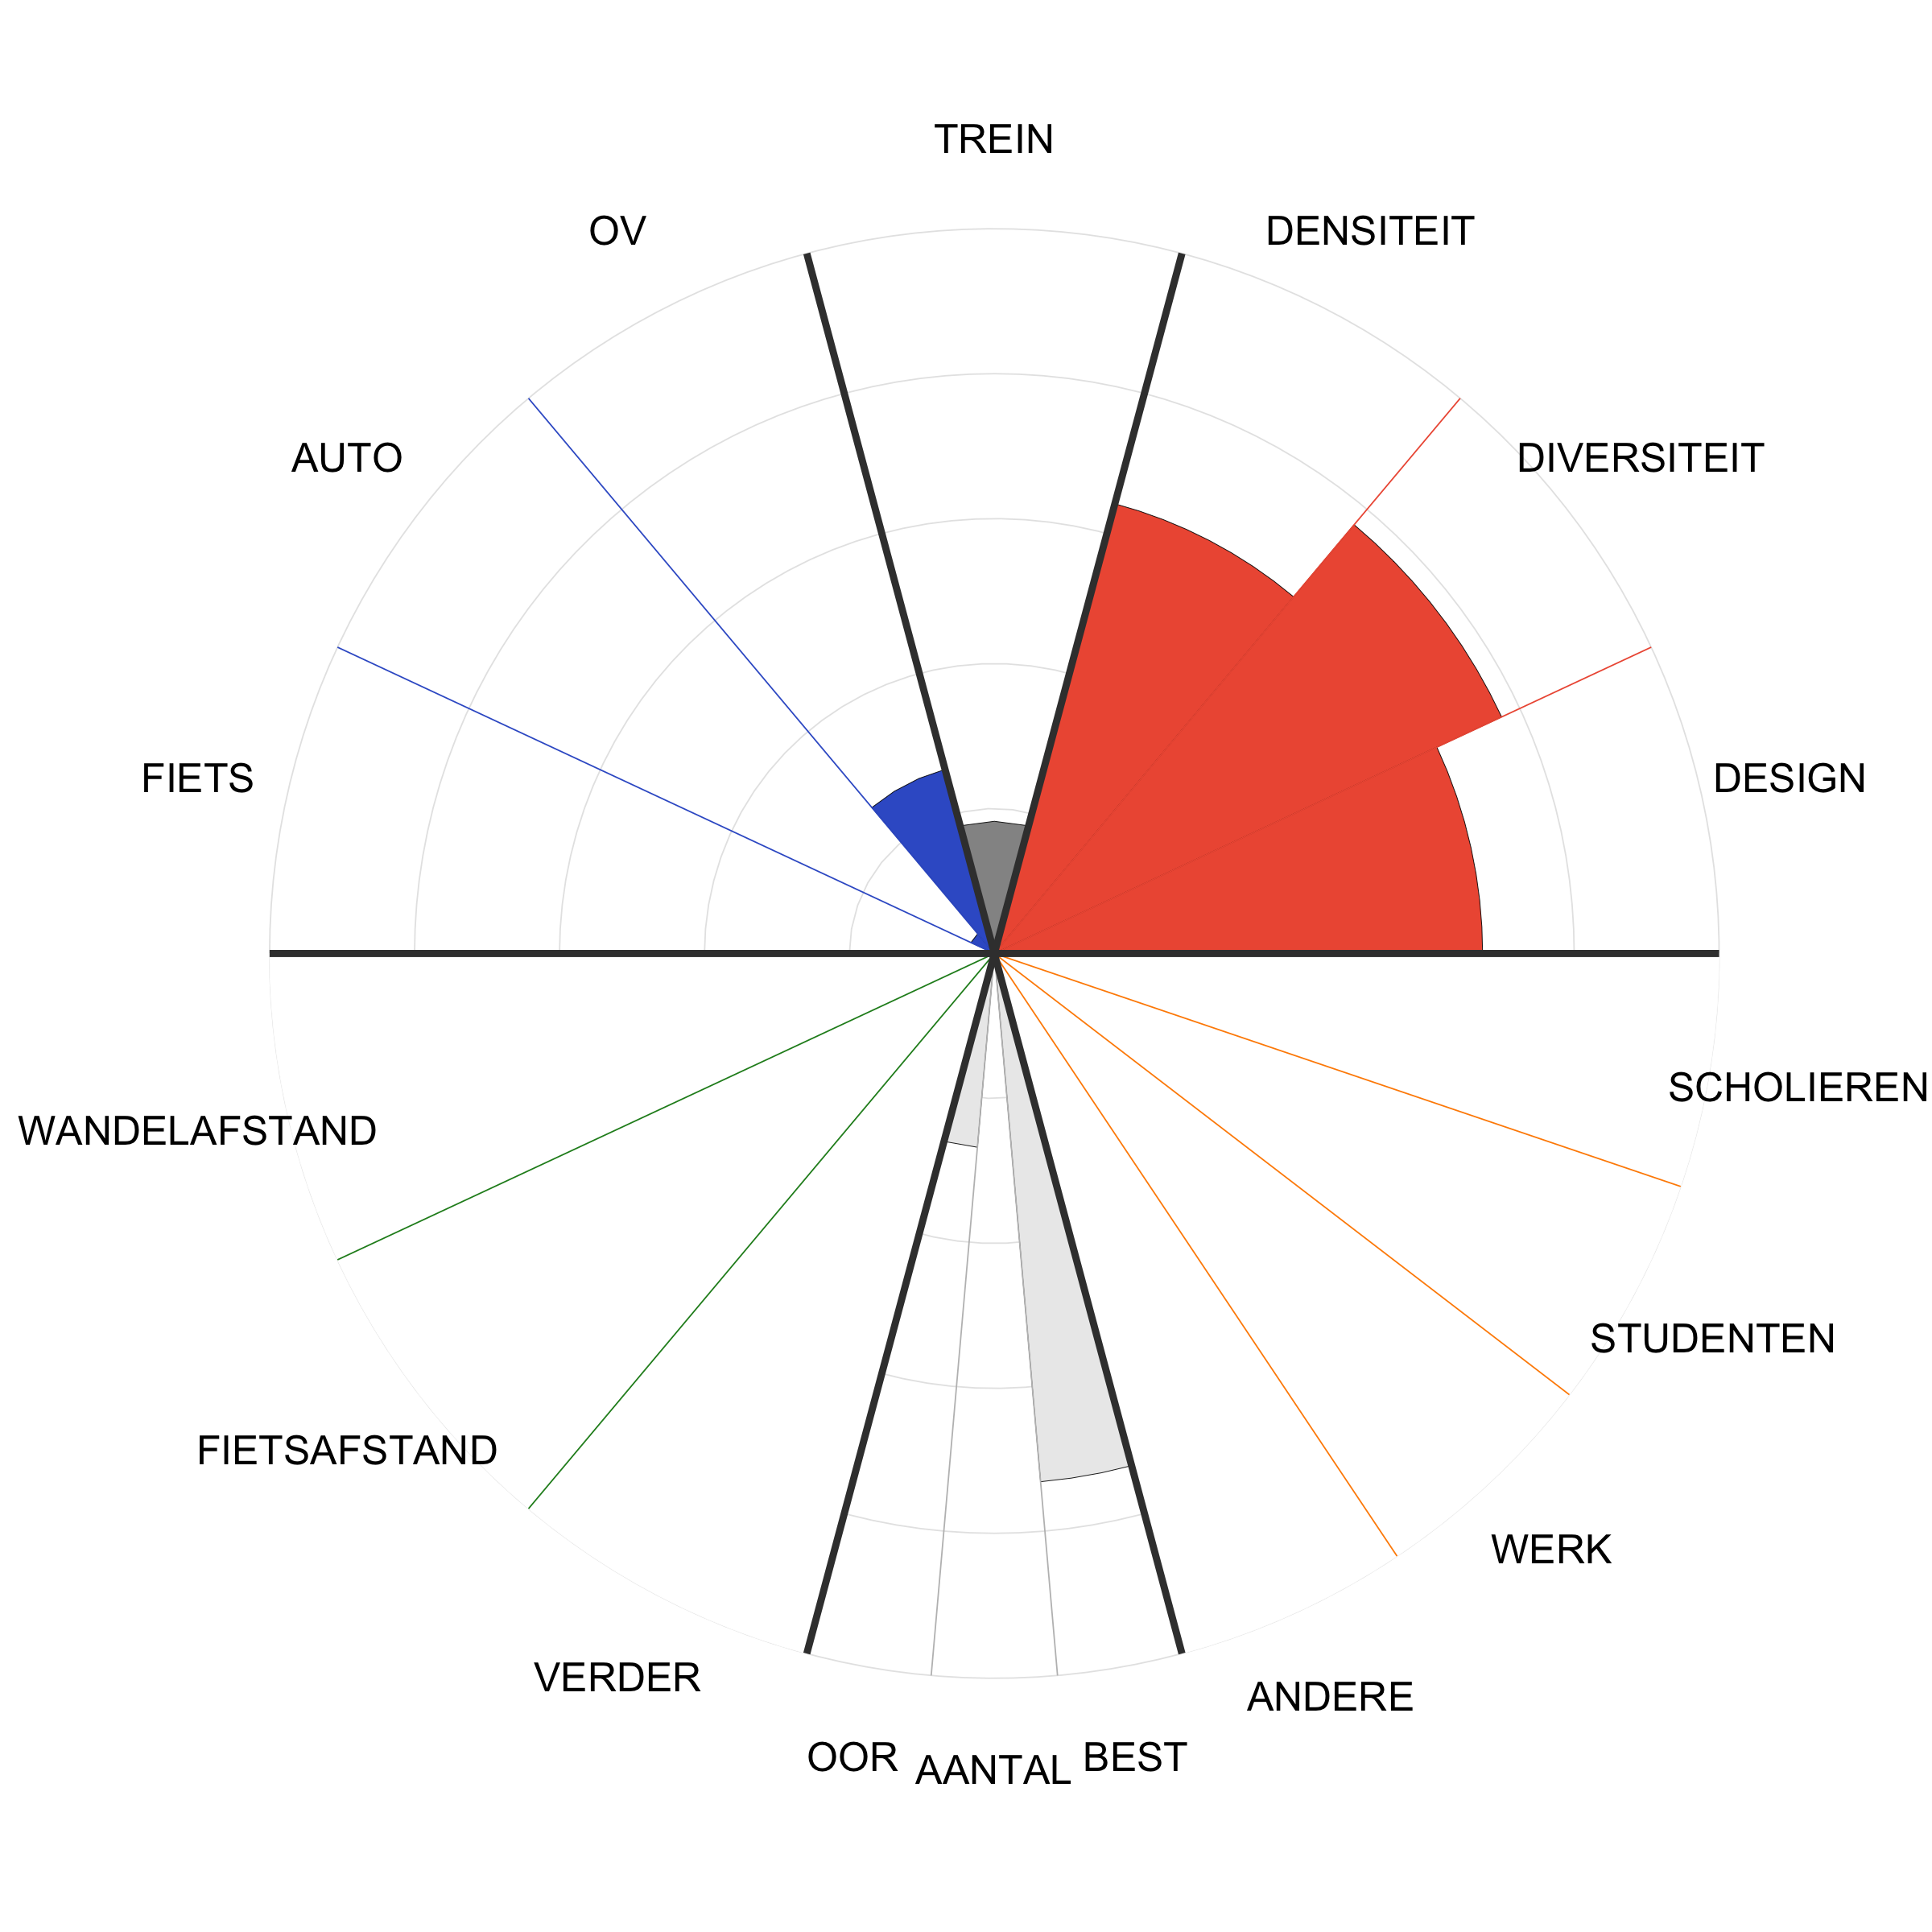 TREIN
OV
DENSITEIT
AUTO
DIVERSITEIT
FIETS
DESIGN
SCHOLIEREN
WANDELAFSTAND
STUDENTEN
FIETSAFSTAND
WERK
VERDER
ANDERE
OOR
AANTAL
BEST